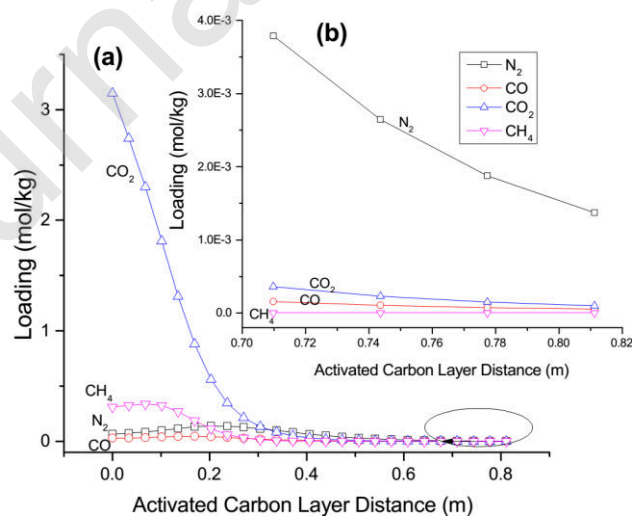 (a)
Loading (mol/kg)
3
2
1
0
CO2
CH4
N2
CO
0.0 0.2 0.4 0.6 0.8
Activated Carbon Layer Distance (m)
(b)
Loading (mol/kg)
4.0E-3
3.0E-3
2.0E-3
1.0E-3
0.0
N2
CO2
CO
CH4
N2
CO
CO2
CH4
0.70 0.72 0.74 0.76 0.78 0.80 0.82
Activated Carbon Layer Distance (m)